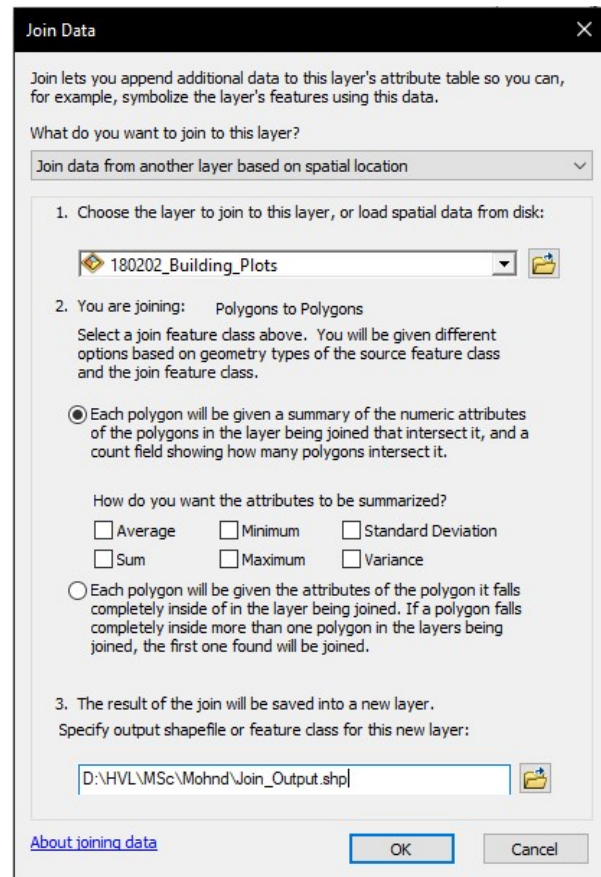 Join Data
Join lets you append additional data to this layer's attribute table so you can,
for example, symbolize the layer's features using this data.
What do you want to join to this layer?
Join data from another layer based on spatial location
1. Choose the layer to join to this layer, or load spatial data from disk:
180202_Building_Plots
2. You are joining: Polygons to Polygons
Select a join feature class above. You will be given different
options based on geometry types of the source feature class
and the join feature class.
Each polygon will be given a summary of the numeric attributes
of the polygons in the layer being joined that intersect it, and a
count field showing how many polygons intersect it.
How do you want the attributes to be summarized?
Average Minimum Standard Deviation
Sum Maximum Variance
Each polygon will be given the attributes of the polygon it falls
completely inside of in the layer being joined. If a polygon falls
completely inside more than one polygon in the layers being
joined, the first one found will be joined.
3. The result of the join will be saved into a new layer.
Specify output shapefile or feature class for this new layer:
D:\HVL\MSc\Mohnd\Join_Output.shp
About joining data OK Cancel